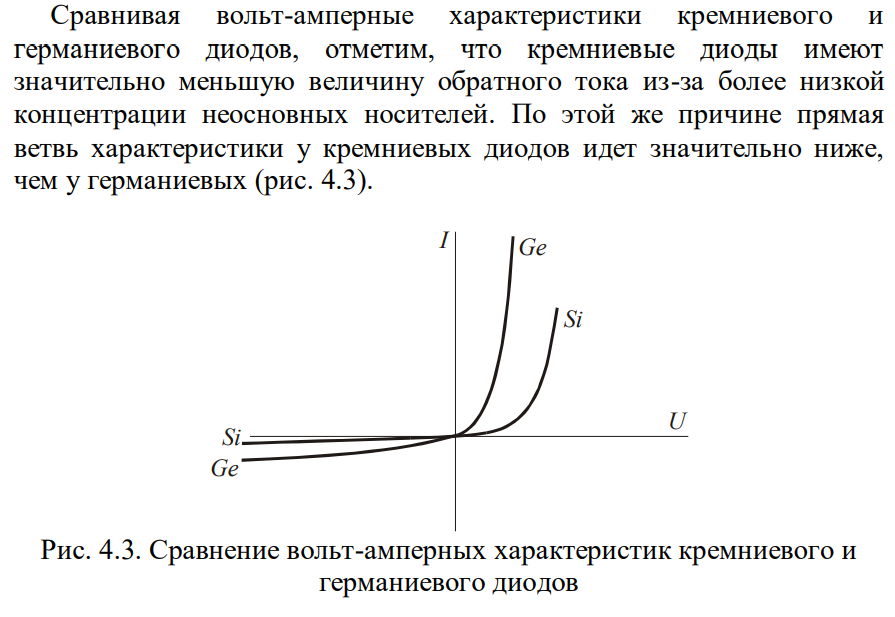 Сравнивая вольт-амперные характеристики кремниевого и
германиевого диодов, отметим, что кремниевые диоды имеют
значительно меньшую величину обратного тока из-за более низкой
концентрации неосновных носителей. По этой же причине прямая
ветвь характеристики у кремниевых диодов идет значительно ниже,
чем у германиевых (рис. 4.3).
I
Ge
Si
U
Si
Ge
Рис. 4.3. Сравнение вольт-амперных характеристик кремниевого и
германиевого диодов